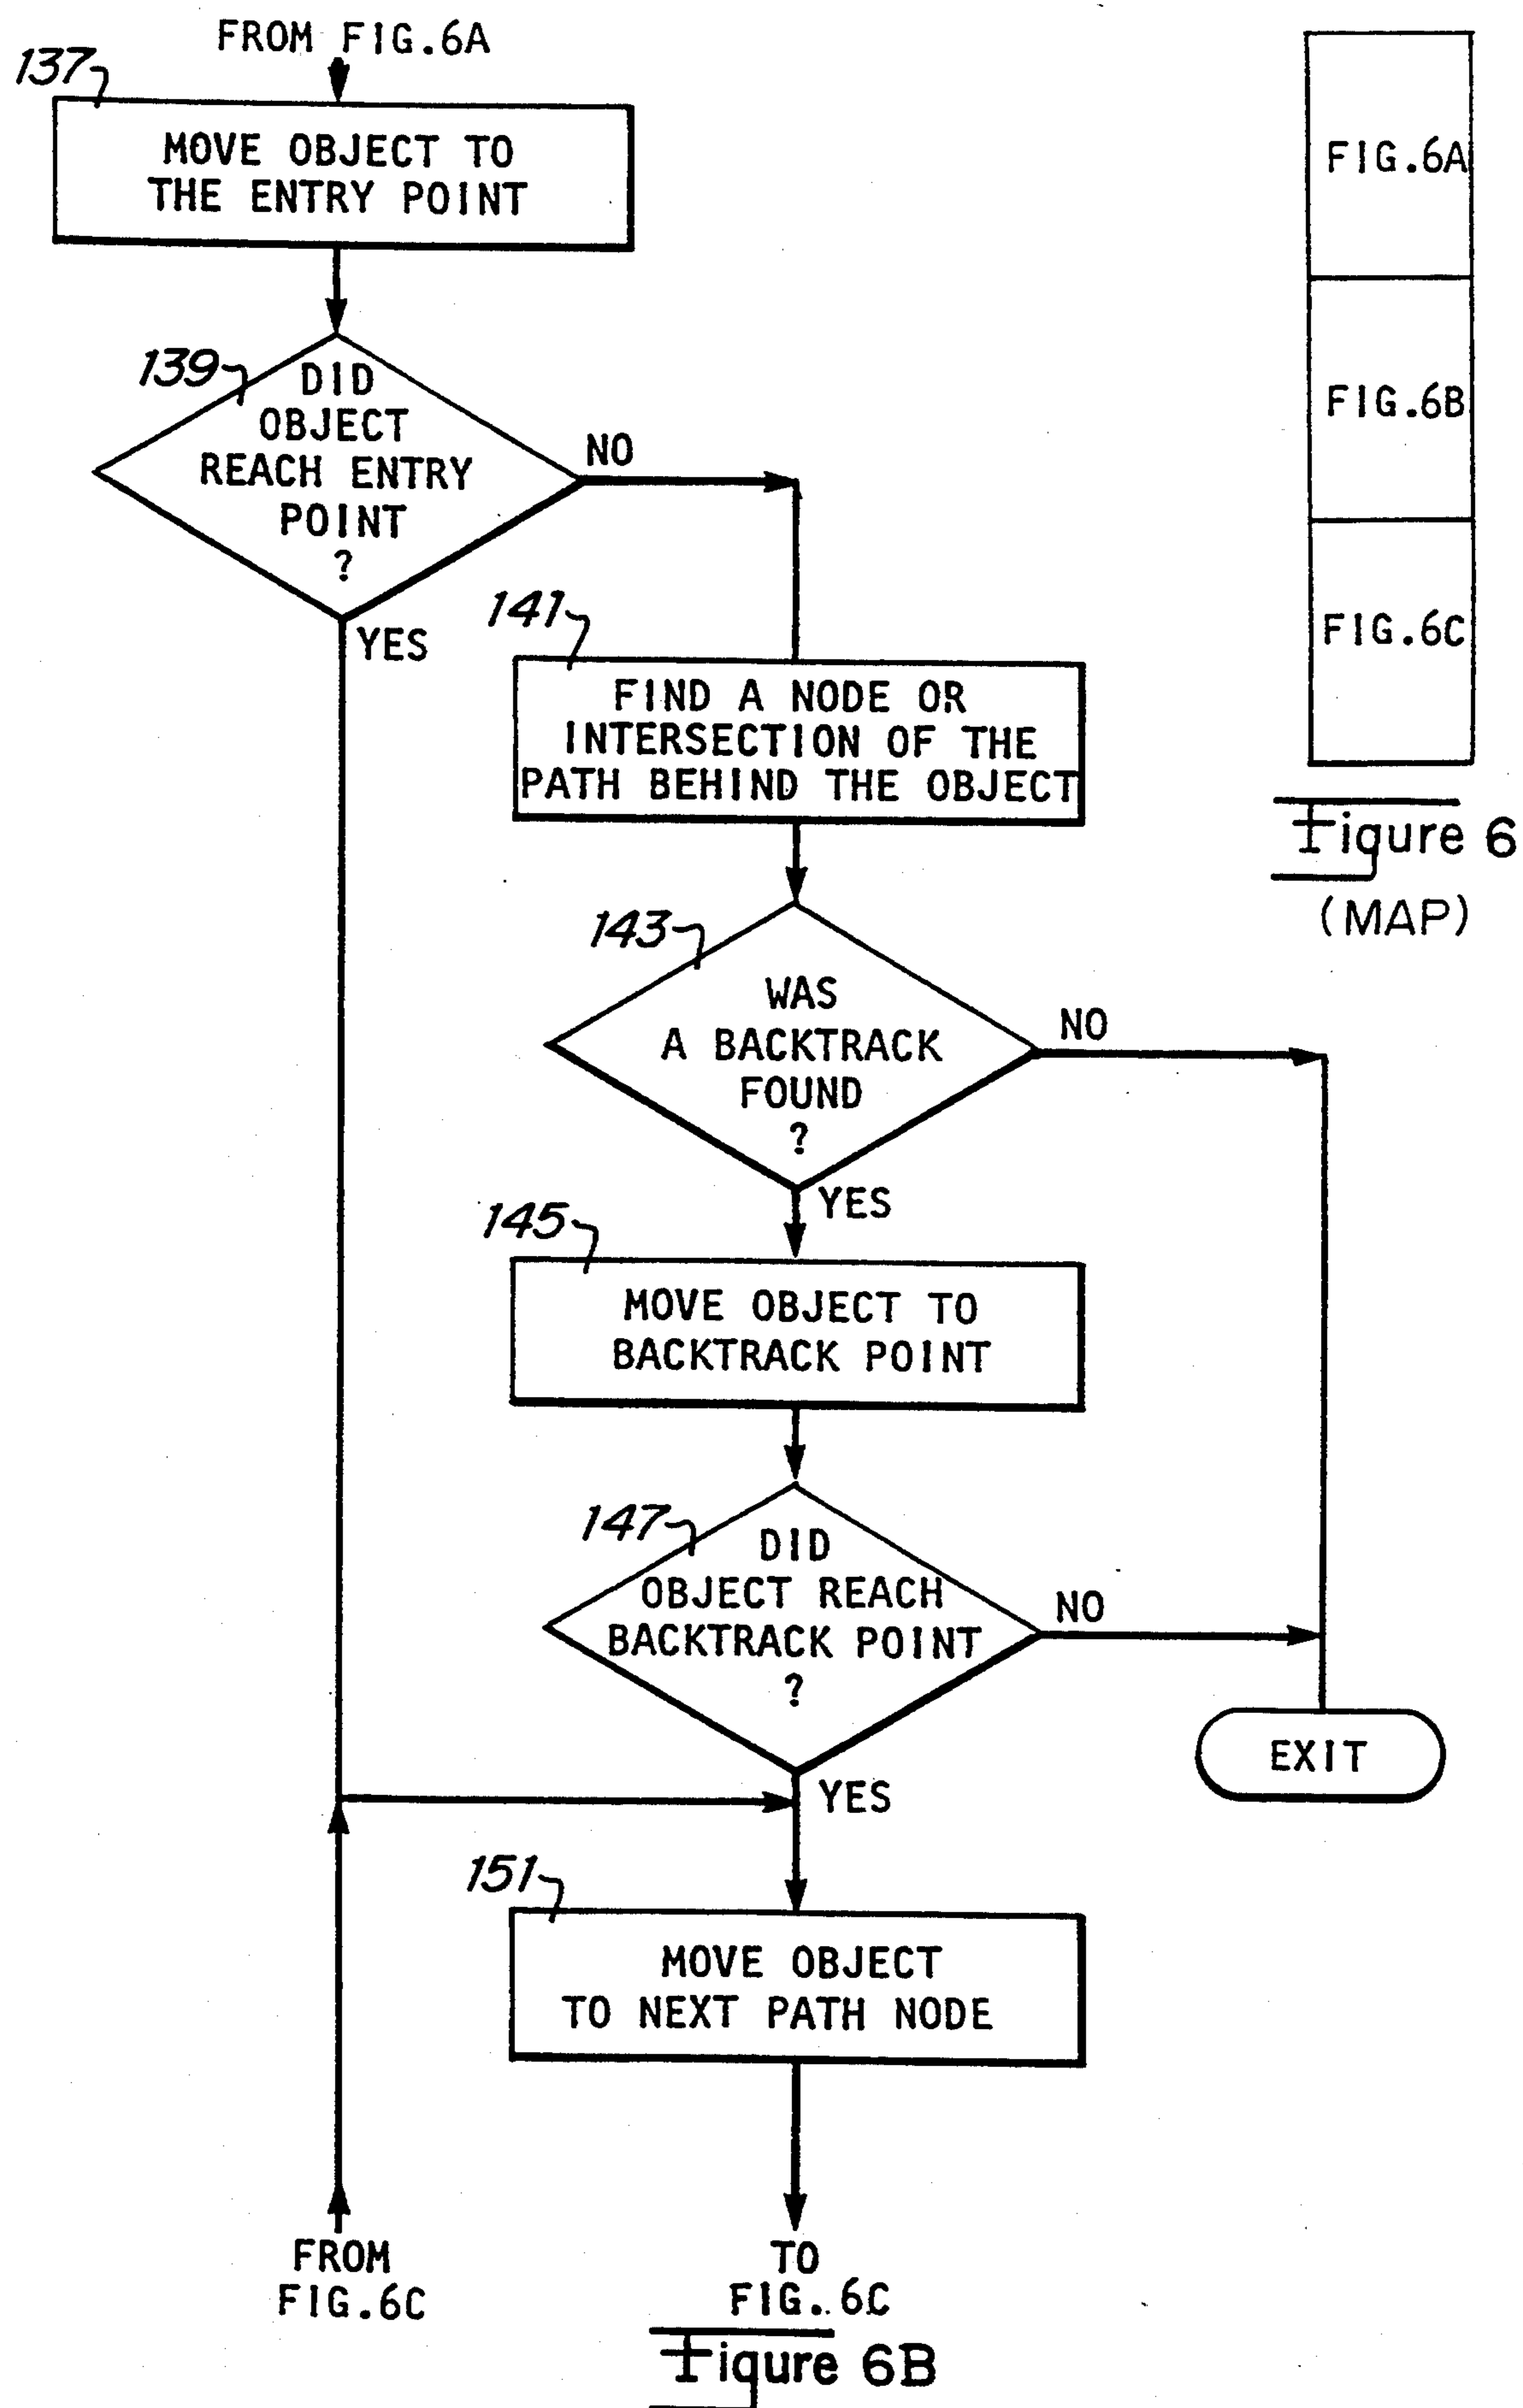 FROM FIG.6A
137
MOVE OBJECT TO
THE ENTRY POINT
139
DID
OBJECT
REACH ENTRY
POINT
?
NO
YES
141
FIND A NODE OR
INTERSECTION OF THE
PATH BEHIND THE OBJECT
143
WAS
A BACKTRACK
FOUND
?
NO
YES
145
MOVE OBJECT TO
BACKTRACK POINT
147
DID
OBJECT REACH
BACKTRACK POINT
?
NO
YES
EXIT
151
MOVE OBJECT
TO NEXT PATH NODE
FROM
FIG.6C
TO
FIG.6C
Figure 6B
FIG.6A
FIG.6B
FIG.6C
Figure 6
(MAP)